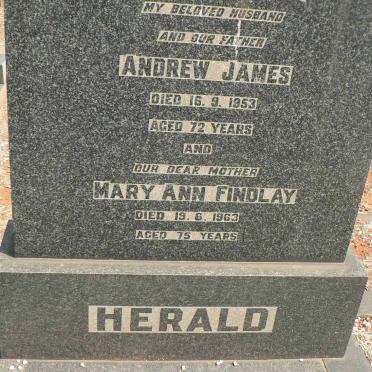 MY BELOVED HUSBAND
AND OUR FATHER
ANDREW JAMES
DIED 16. 9. 1953
AGED 72 YEARS
AND
OUR DEAR MOTHER
MARY ANN FINDLAY
DIED 19. 6. 1963
AGED 75 YEARS
HERALD